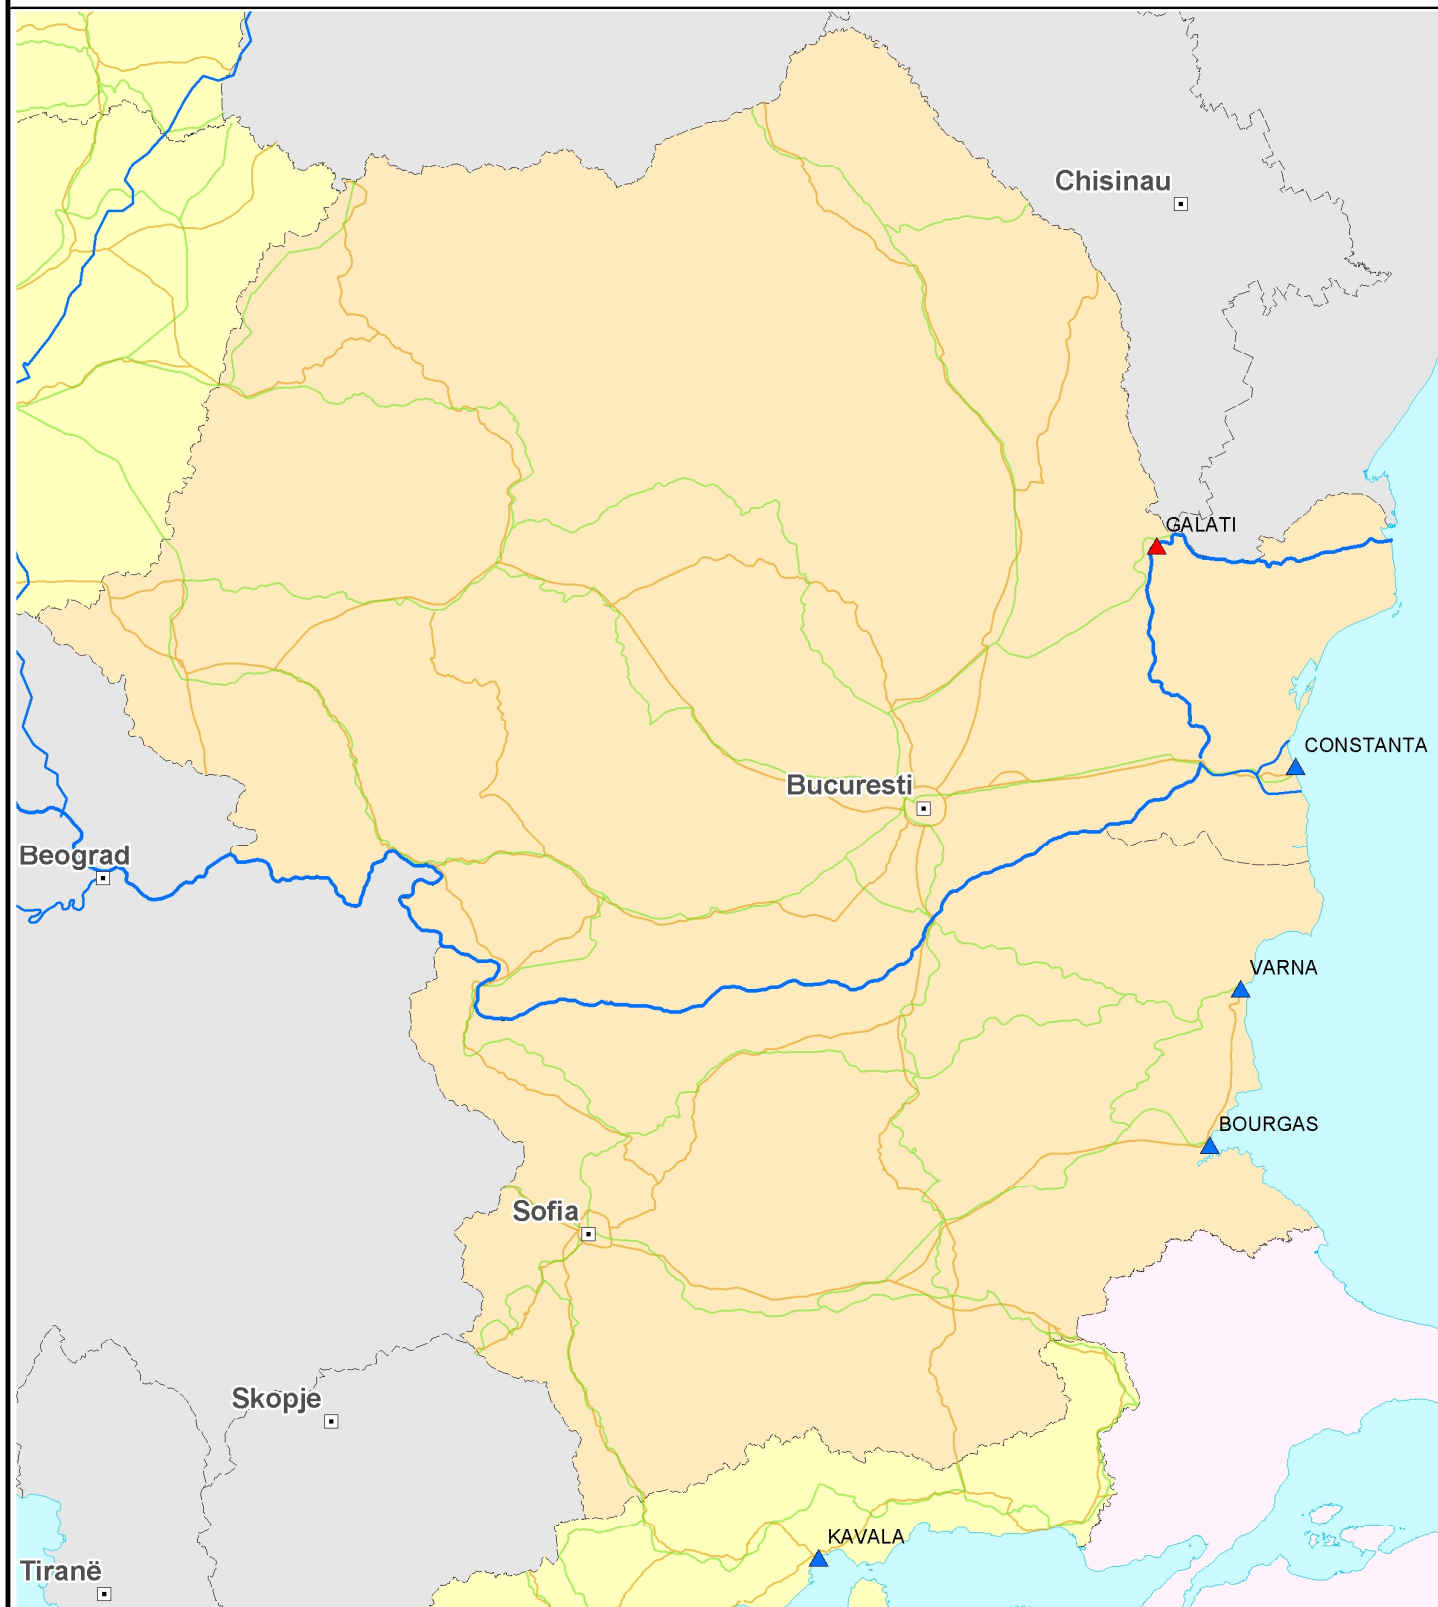 Chisinau
GALATI
CONSTANTA
Bucuresti
Beograd
VARNA
BOURGAS
Sofia
Skopje
KAVALA
Tiranë